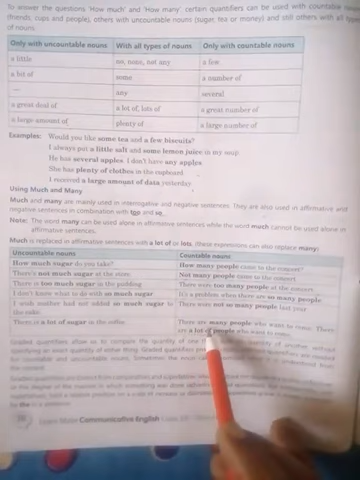 To answer the questions 'How much' and 'How many', certain quantifiers can be used with countable nouns
(friends, cups and people), others with uncountable nouns (sugar, tea or money) and still others with all types
of nouns.
Only with uncountable nouns With all types of nouns Only with countable nouns
a little no, none, not any a few
a bit of some a number of
— any several
a great deal of a lot of, lots of a great number of
a large amount of plenty of a large number of
Examples: Would you like some tea and a few biscuits?
I always put a little salt and some lemon juice in my soup.
He has several apples. I don't have any apples.
She has plenty of clothes in the cupboard.
I received a large amount of data yesterday.
Using Much and Many
Much and many are mainly used in interrogative and negative sentences. They are also used in affirmative and
negative sentences in combination with too and so.
Note: The word many can be used alone in affirmative sentences while the word much cannot be used alone in
affirmative sentences.
Much is replaced in affirmative sentences with a lot of or lots, these expressions can also replace many:
Uncountable nouns Countable nouns
How much sugar do you take? How many people came to the concert?
There's not much sugar at the store. Not many people came to the concert.
There is too much sugar in the pudding There were too many people at the concert.
I don't know what to do with so much sugar It's a problem when there are so many people
I wish mother had not added so much sugar to There were not so many people last year
the cake.
There is a lot of sugar in the coffee. There are many people who want to come. There
are a lot of people who want to come.
Graded quantifiers allow us to compare the quantity of one
Learn Main Communicative English